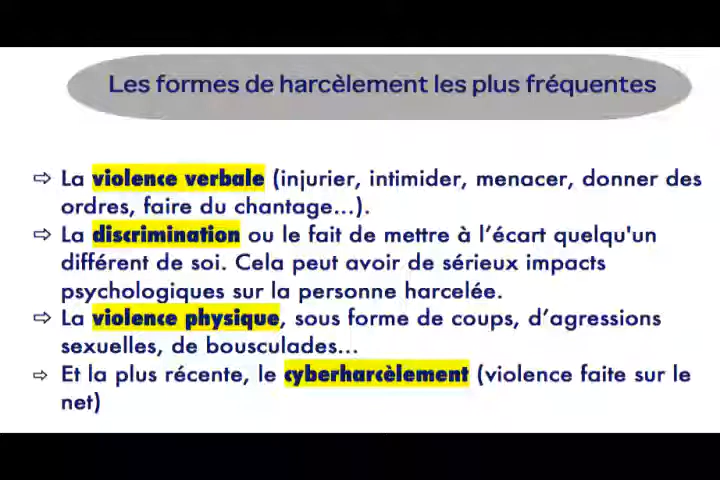 Les formes de harcèlement les plus fréquentes
⇨ La violence verbale (injurier, intimider, menacer, donner des
ordres, faire du chantage...).
⇨ La discrimination ou le fait de mettre à l’écart quelqu'un
différent de soi. Cela peut avoir de sérieux impacts
psychologiques sur la personne harcelée.
⇨ La violence physique, sous forme de coups, d’agressions
sexuelles, de bousculades...
⇨ Et la plus récente, le cyberharcèlement (violence faite sur le
net)